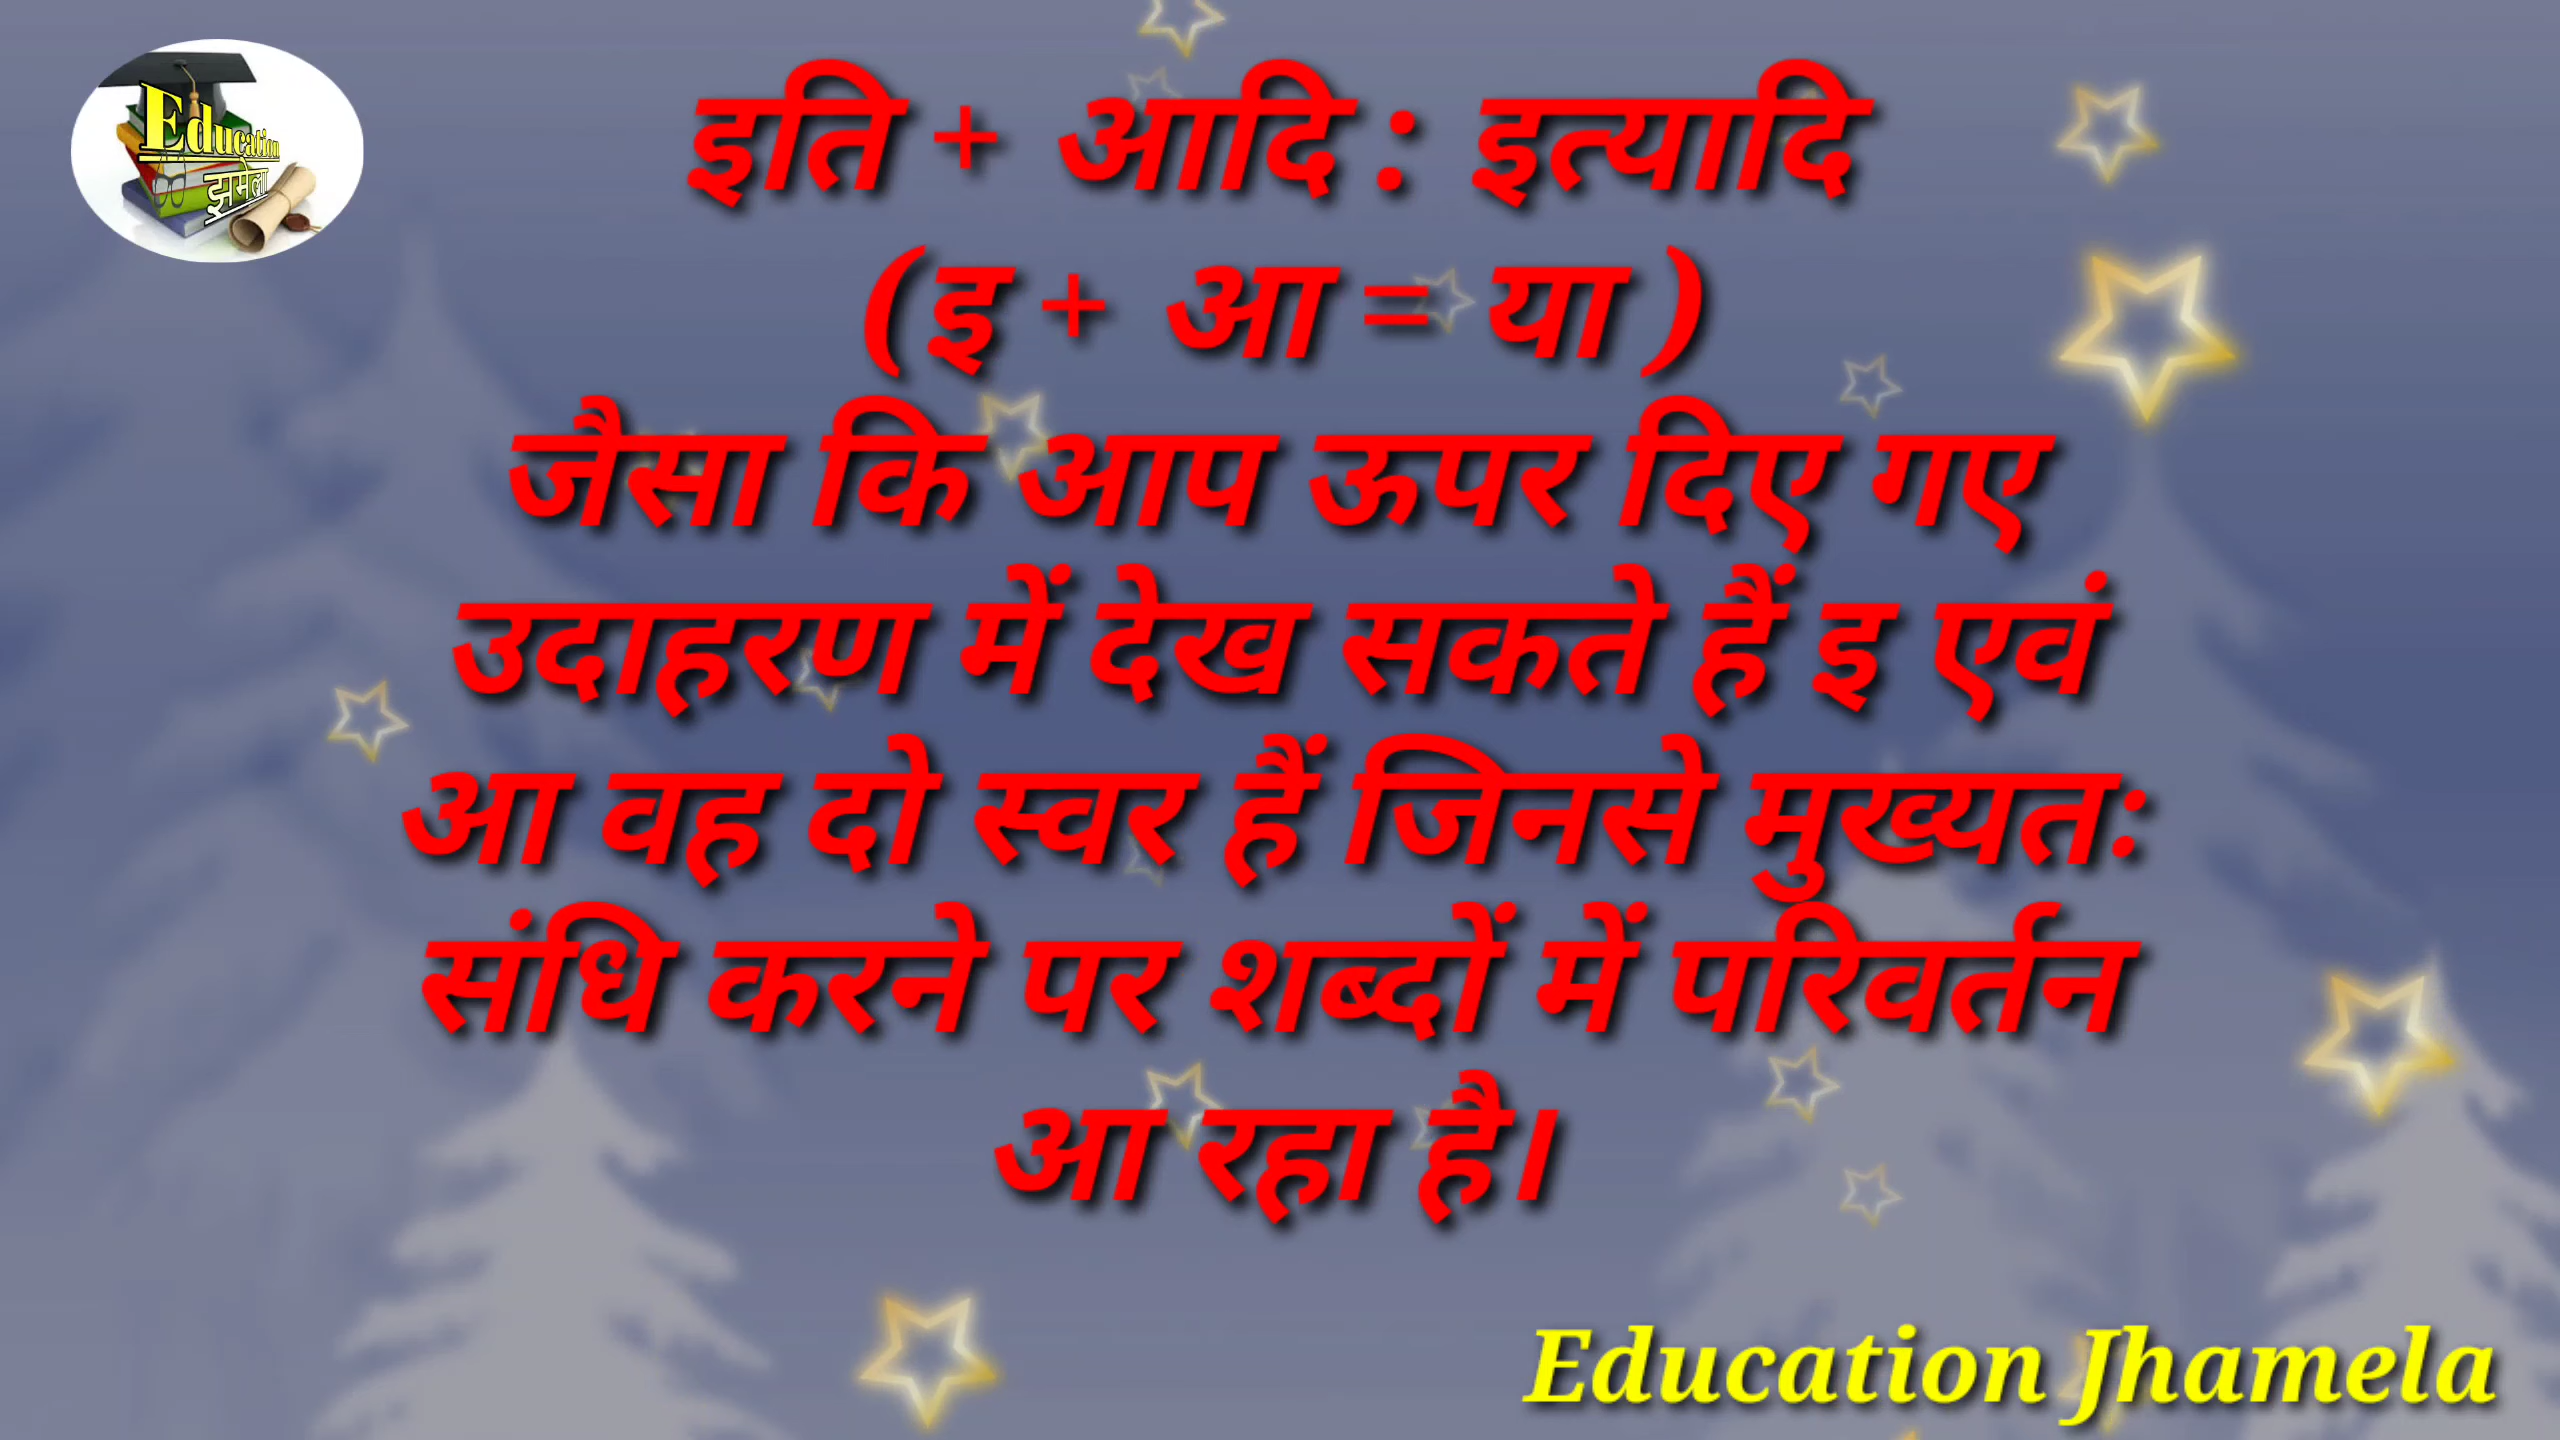 Education
झमेला
इति + आदि : इत्यादि
( इ + आ = या )
जैसा कि आप ऊपर दिए गए
उदाहरण में देख सकते हैं इ एवं
आ वह दो स्वर हैं जिनसे मुख्यतः
संधि करने पर शब्दों में परिवर्तन
आ रहा है।
Education Jhamela